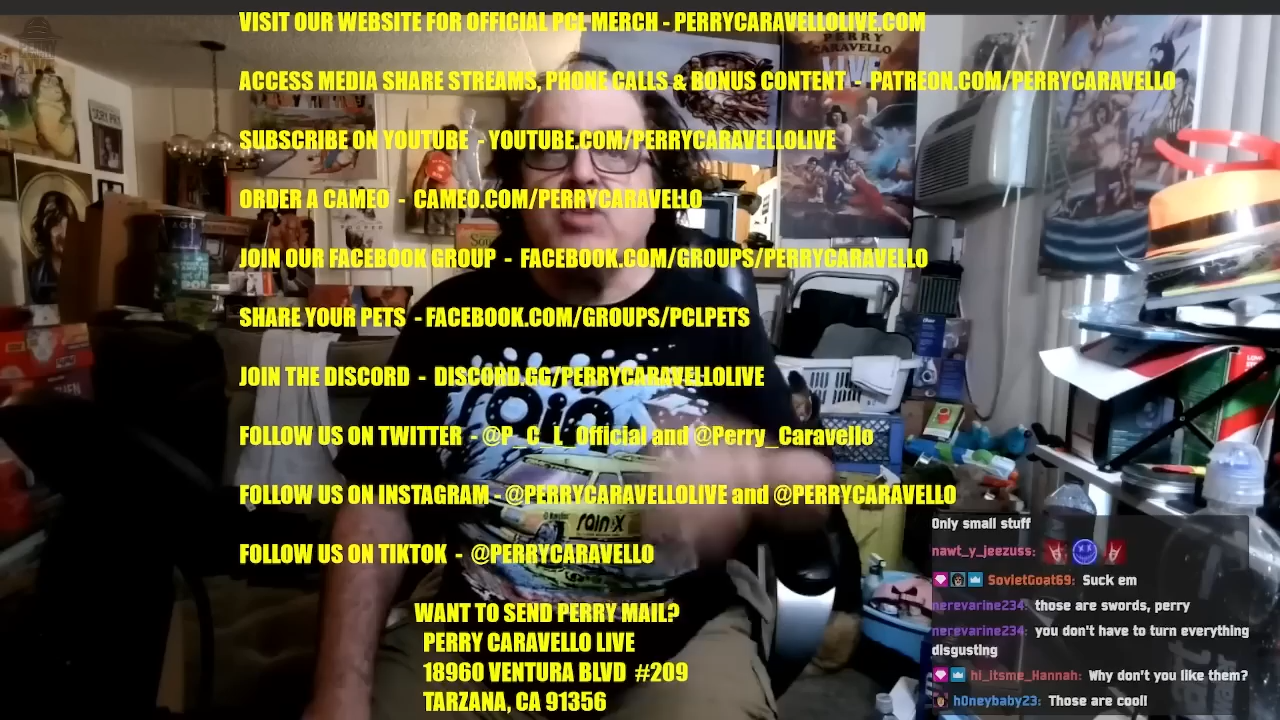 PERRY CARAVELLO
VISIT OUR WEBSITE FOR OFFICIAL PCL MERCH - PERRYCARAVELLOLIVE.COM
ACCESS MEDIA SHARE STREAMS, PHONE CALLS & BONUS CONTENT - PATREON.COM/PERRYCARAVELLO
SUBSCRIBE ON YOUTUBE - YOUTUBE.COM/PERRYCARAVELLOLIVE
ORDER A CAMEO - CAMEO.COM/PERRYCARAVELLO
JOIN OUR FACEBOOK GROUP - FACEBOOK.COM/GROUPS/PERRYCARAVELLO
SHARE YOUR PETS - FACEBOOK.COM/GROUPS/PCLPETS
JOIN THE DISCORD - DISCORD.GG/PERRYCARAVELLOLIVE
rain
FOLLOW US ON TWITTER - @P_C_L_Official and @Perry_Caravello
FOLLOW US ON INSTAGRAM - @PERRYCARAVELLOLIVE and @PERRYCARAVELLO
rain-x
FOLLOW US ON TIKTOK - @PERRYCARAVELLO
WANT TO SEND PERRY MAIL?
PERRY CARAVELLO LIVE
18960 VENTURA BLVD #209
TARZANA, CA 91356
Only small stuff
nawt_y_jeezuss:
SovietGoat69: Suck em
nerevarine234: those are swords, perry
nerevarine234: you don't have to turn everything
disgusting
hi_itsme_Hannah: Why don't you like them?
h0neybaby23: Those are cool!